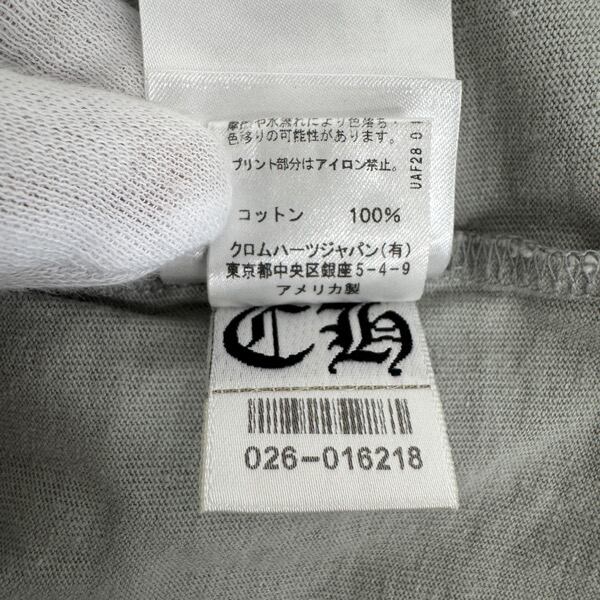 摩擦や水濡れにより色落ち・
色移りの可能性があります。
プリント部分はアイロン禁止。
コットン 100%
クロムハーツジャパン(有)
東京都中央区銀座5-4-9
アメリカ製
UAF28 0
CH
026-016218